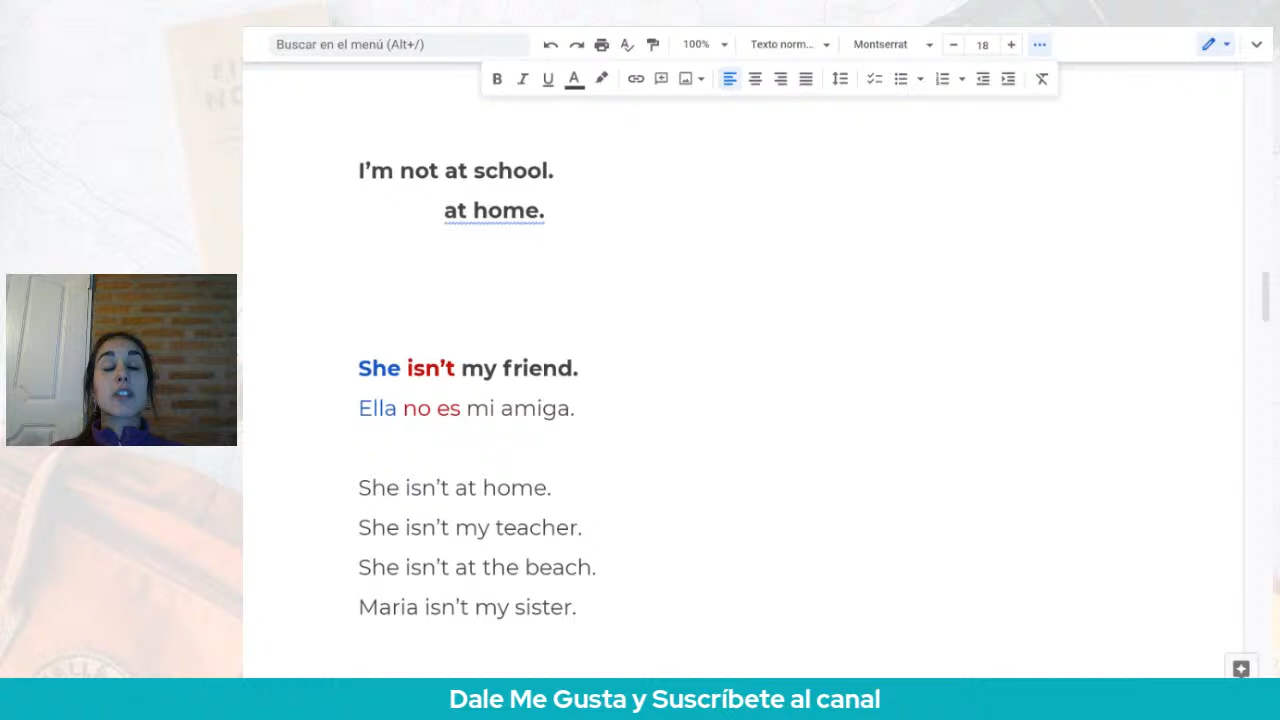 Buscar en el menú (Alt+/)
100%
Texto norm...
Montserrat
18
B I U A
I’m not at school.
at home.
She isn’t my friend.
Ella no es mi amiga.
She isn’t at home.
She isn’t my teacher.
She isn’t at the beach.
Maria isn’t my sister.
Dale Me Gusta y Suscríbete al canal